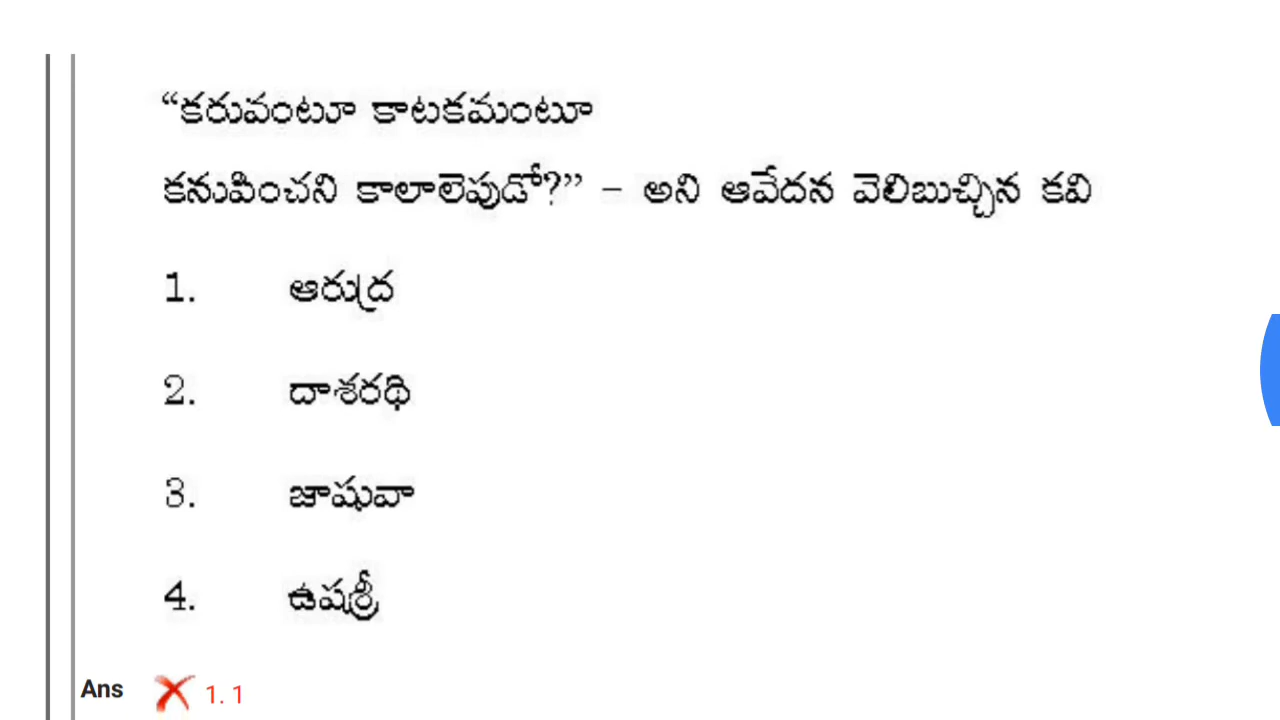 “కరువంటూ కాటకమంటూ
కనుపించని కాలాలెపుడో?” – అని ఆవేదన వెలిబుచ్చిన కవి
1. ఆరుద్ర
2. దాశరథి
3. జాషువా
4. ఉషశ్రీ
Ans 1. 1